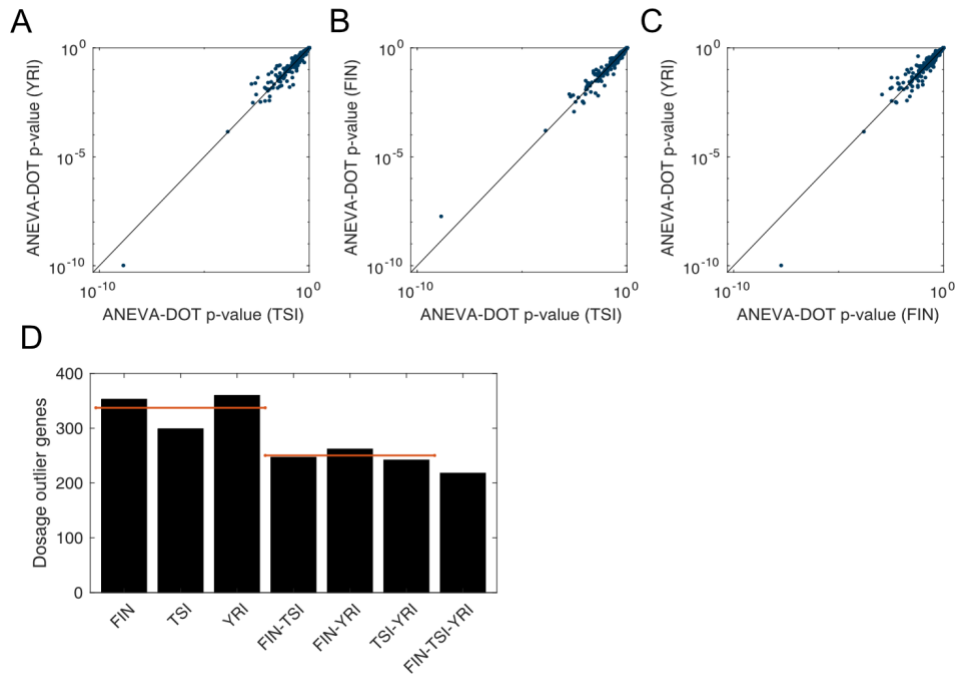 A
B
C
10^0
ANEVA-DOT p-value (YRI)
10^-5
10^-10
10^-10
10^0
ANEVA-DOT p-value (TSI)
10^0
ANEVA-DOT p-value (FIN)
10^-5
10^-10
10^-10
10^0
ANEVA-DOT p-value (TSI)
10^0
ANEVA-DOT p-value (YRI)
10^-5
10^-10
10^-10
10^0
ANEVA-DOT p-value (FIN)
D
Dosage outlier genes
400
300
200
100
0
FIN
TSI
YRI
FIN-TSI
FIN-YRI
TSI-YRI
FIN-TSI-YRI